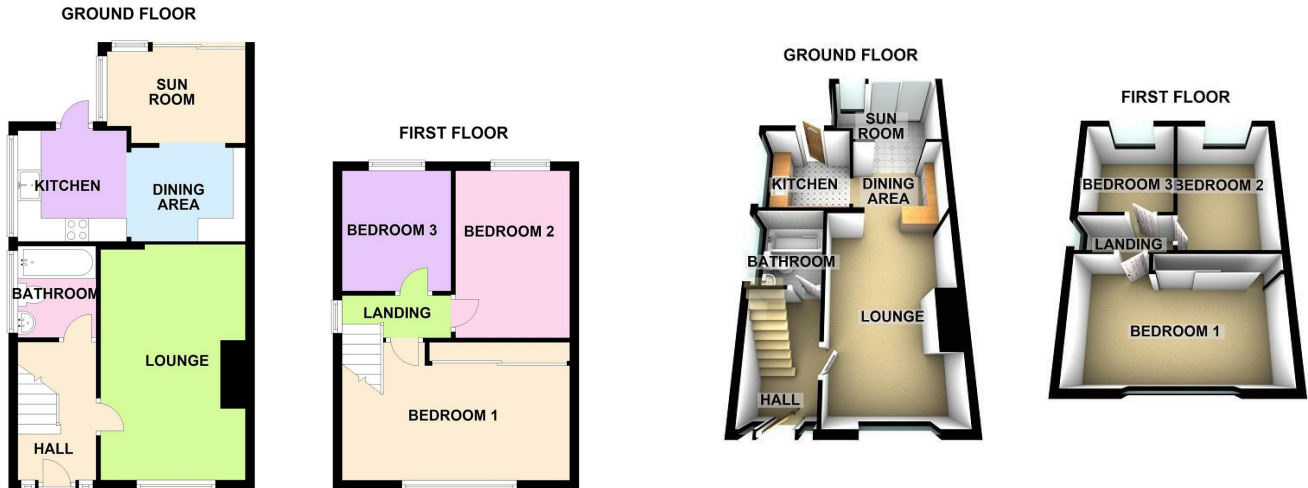 GROUND FLOOR
SUN
ROOM
KITCHEN
DINING
AREA
BATHROOM
LOUNGE
HALL
FIRST FLOOR
BEDROOM 3
BEDROOM 2
LANDING
BEDROOM 1
GROUND FLOOR
SUN
ROOM
KITCHEN
DINING
AREA
BATHROOM
LOUNGE
HALL
FIRST FLOOR
BEDROOM 3
BEDROOM 2
LANDING
BEDROOM 1